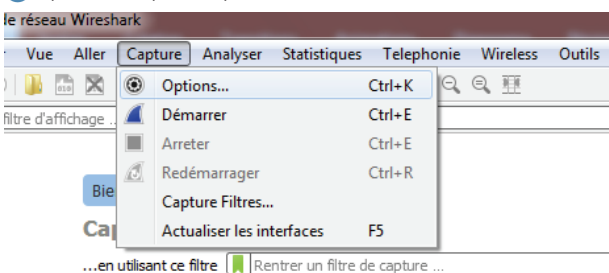 de réseau Wireshark
Vue Aller Capture Analyser Statistiques Telephonie Wireless Outils
Options... Ctrl+K
filtre d'affichage ...
Démarrer Ctrl+E
Arreter Ctrl+E
Redémarrager Ctrl+R
Bie
Capture Filtres...
Cap
Actualiser les interfaces F5
...en utilisant ce filtre Rentrer un filtre de capture ...